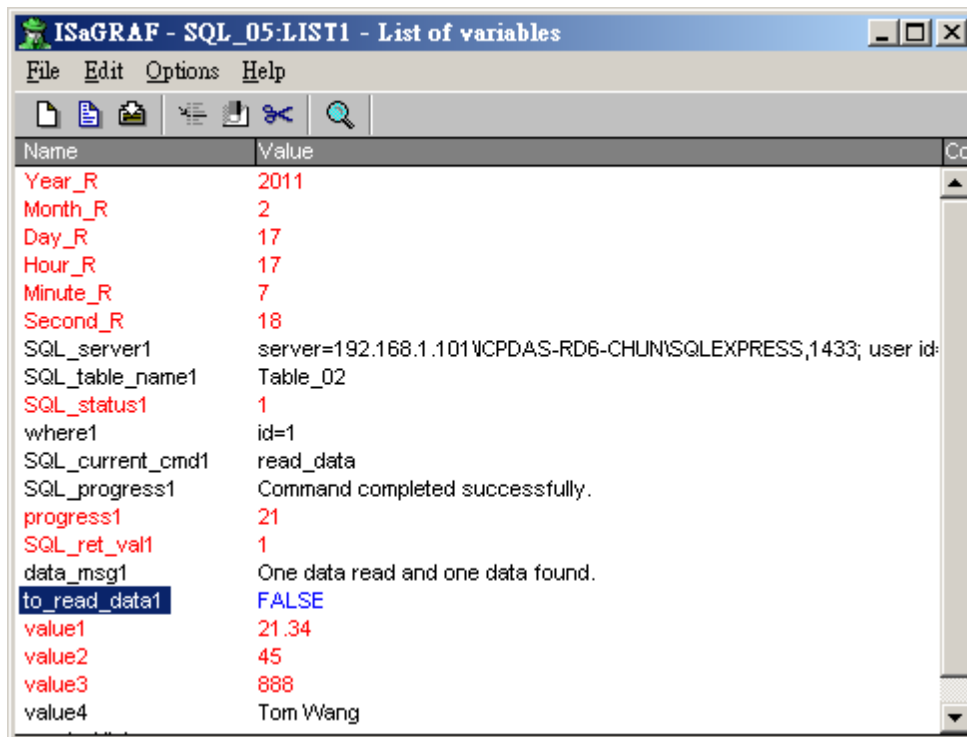 ISaGRAF - SQL_05:LIST1 - List of variables
File Edit Options Help
Name Value Co
Year_R 2011
Month_R 2
Day_R 17
Hour_R 17
Minute_R 7
Second_R 18
SQL_server1 server=192.168.1.101\ICPDAS-RD6-CHUN\SQLEXPRESS,1433; user id=
SQL_table_name1 Table_02
SQL_status1 1
where1 id=1
SQL_current_cmd1 read_data
SQL_progress1 Command completed successfully.
progress1 21
SQL_ret_val1 1
data_msg1 One data read and one data found.
to_read_data1 FALSE
value1 21.34
value2 45
value3 888
value4 Tom Wang